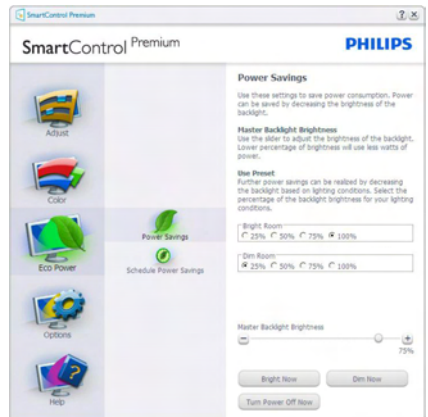 SmartControl Premium
? ×
SmartControl Premium
PHILIPS
Adjust
Color
Eco Power
Options
Help
Power Savings
Schedule Power Savings
Power Savings
Use these settings to save power consumption. Power
can be saved by decreasing the brightness of the
backlight.
Master Backlight Brightness
Use the slider to adjust the brightness of the backlight.
Lower percentage of brightness will use less watts of
power.
Use Preset
Further power savings can be realized by decreasing
the backlight based on lighting conditions. Select the
percentage of the backlight brightness for your lighting
conditions.
Bright Room
25% 50% 75% 100%
Dim Room
25% 50% 75% 100%
Master Backlight Brightness
75%
Bright Now Dim Now
Turn Power Off Now